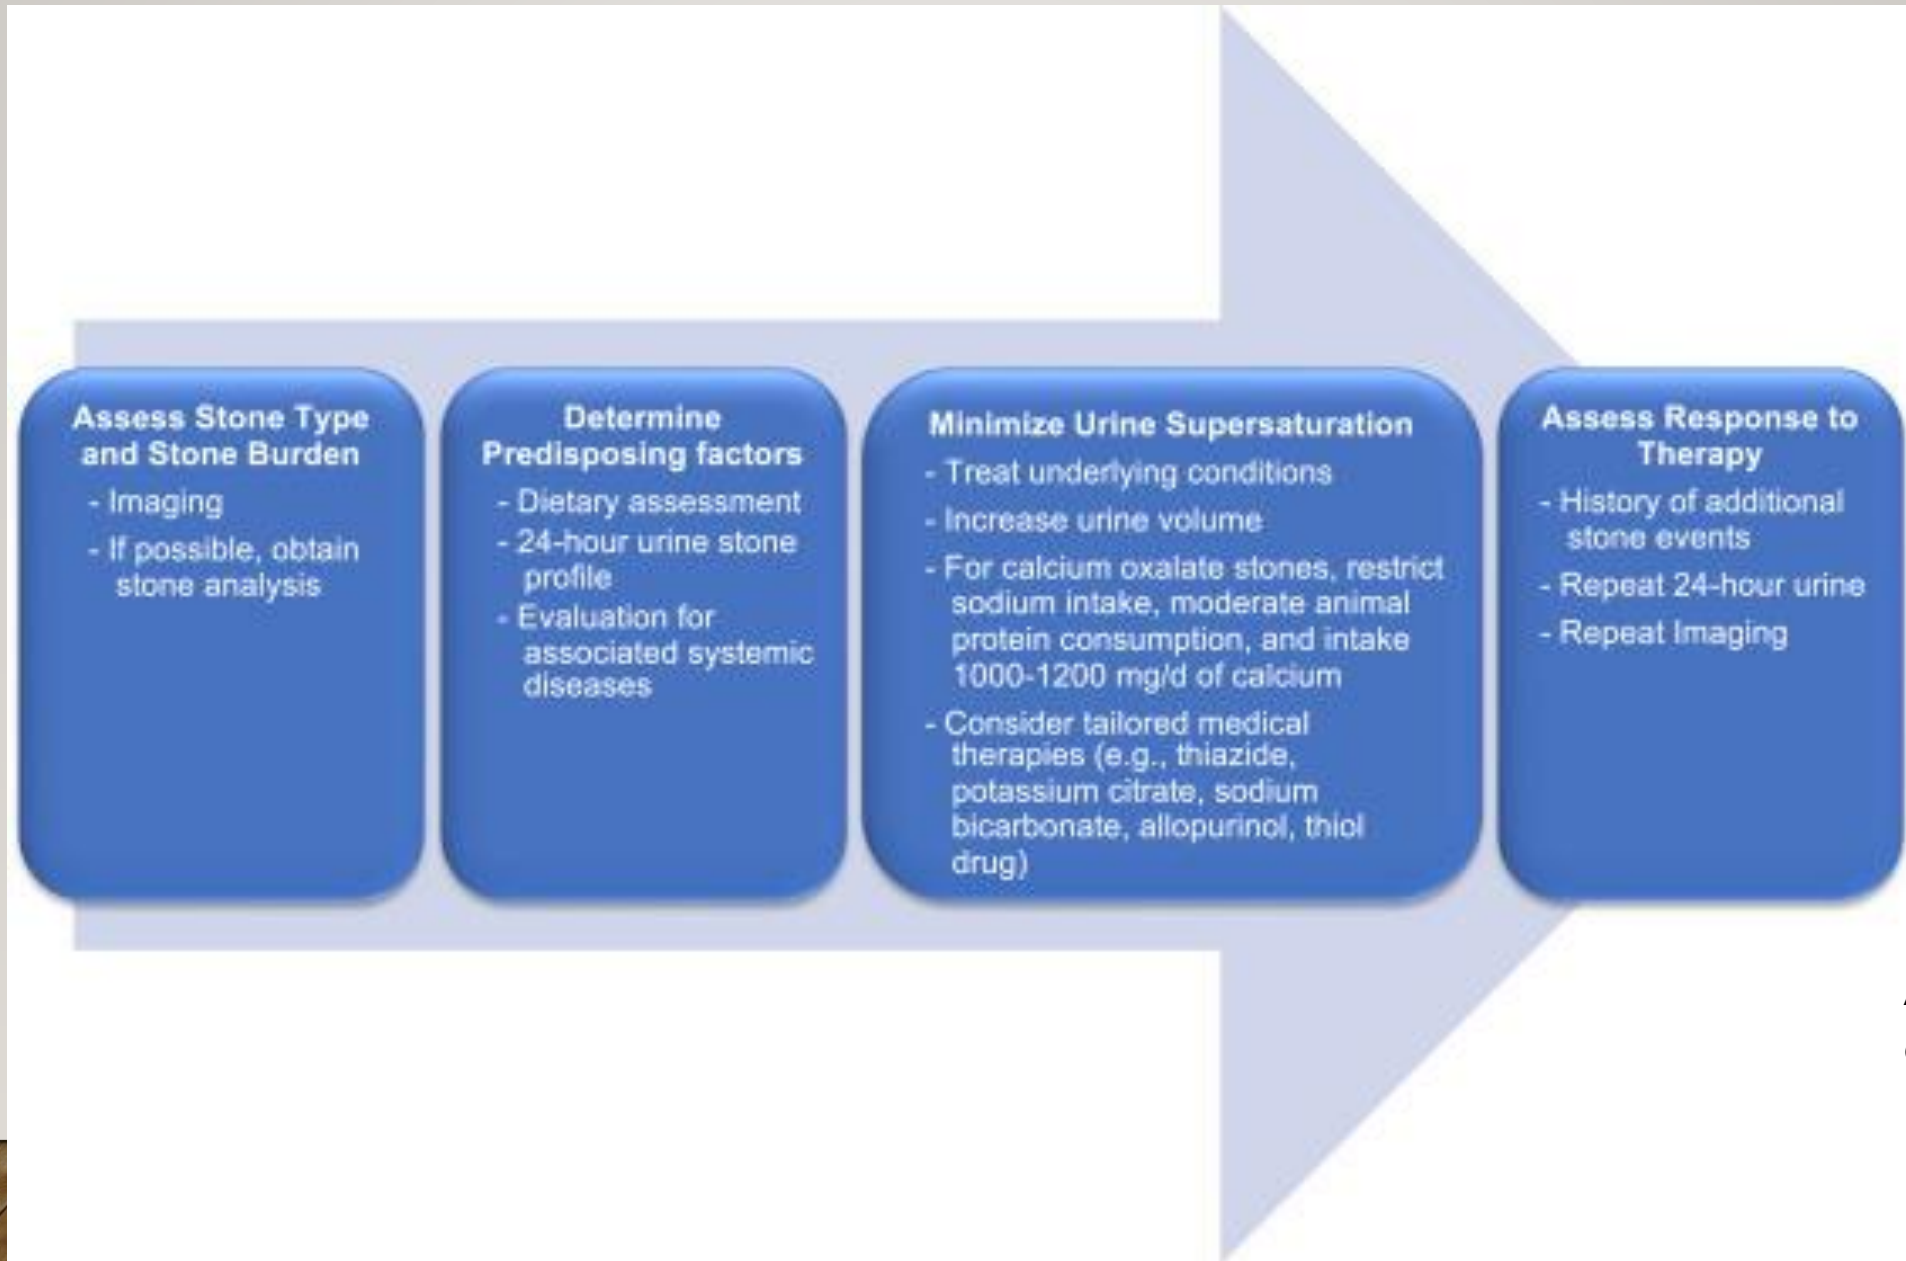 Assess Stone Type
and Stone Burden
- Imaging
- If possible, obtain
stone analysis
Determine
Predisposing factors
- Dietary assessment
- 24-hour urine stone
profile
- Evaluation for
associated systemic
diseases
Minimize Urine Supersaturation
- Treat underlying conditions
- Increase urine volume
- For calcium oxalate stones, restrict
sodium intake, moderate animal
protein consumption, and intake
1000-1200 mg/d of calcium
- Consider tailored medical
therapies (e.g., thiazide,
potassium citrate, sodium
bicarbonate, allopurinol, thiol
drug)
Assess Response to
Therapy
- History of additional
stone events
- Repeat 24-hour urine
- Repeat Imaging